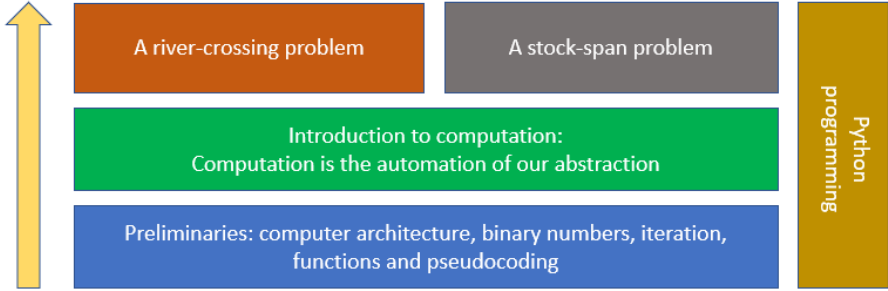 A river-crossing problem
A stock-span problem
Introduction to computation:
Computation is the automation of our abstraction
Preliminaries: computer architecture, binary numbers, iteration,
functions and pseudocoding
Python
programming